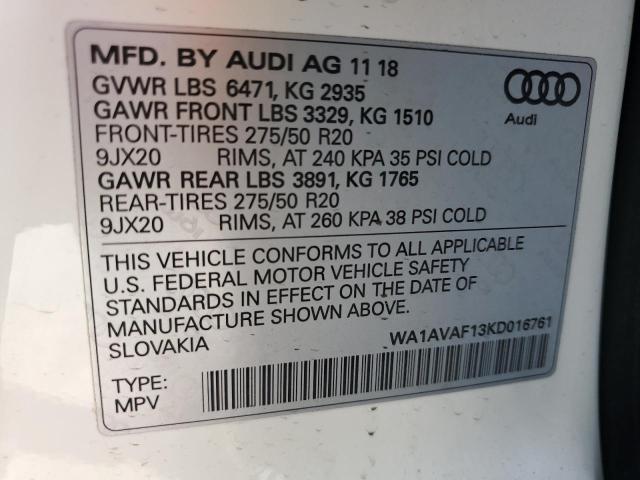 MFD. BY AUDI AG 11 18
GVWR LBS 6471, KG 2935
GAWR FRONT LBS 3329, KG 1510
FRONT-TIRES 275/50 R20
9JX20 RIMS, AT 240 KPA 35 PSI COLD
GAWR REAR LBS 3891, KG 1765
REAR-TIRES 275/50 R20
9JX20 RIMS, AT 260 KPA 38 PSI COLD
Audi
THIS VEHICLE CONFORMS TO ALL APPLICABLE
U.S. FEDERAL MOTOR VEHICLE SAFETY
STANDARDS IN EFFECT ON THE DATE OF
MANUFACTURE SHOWN ABOVE.
SLOVAKIA
WA1AVAF13KD016761
TYPE:
MPV